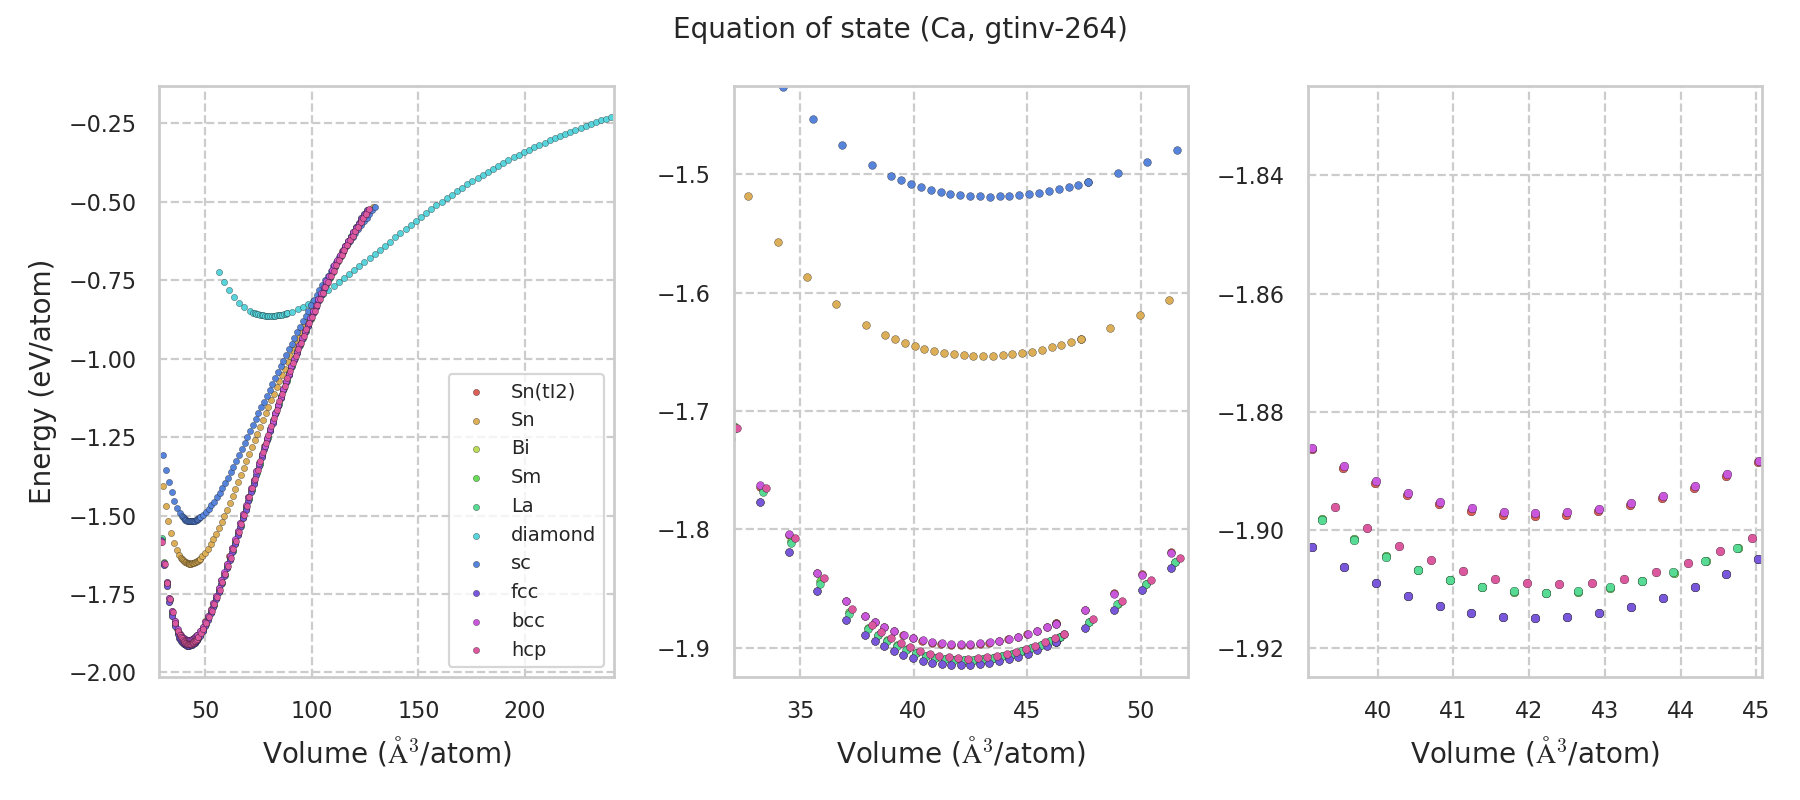 Equation of state (Ca, gtinv-264)
Energy (eV/atom)
−0.25
−0.50
−0.75
−1.00
−1.25
−1.50
−1.75
−2.00
50
100
150
200
Volume (Å³/atom)
Sn(tI2)
Sn
Bi
Sm
La
diamond
sc
fcc
bcc
hcp
−1.5
−1.6
−1.7
−1.8
−1.9
35
40
45
50
Volume (Å³/atom)
−1.84
−1.86
−1.88
−1.90
−1.92
40
41
42
43
44
45
Volume (Å³/atom)